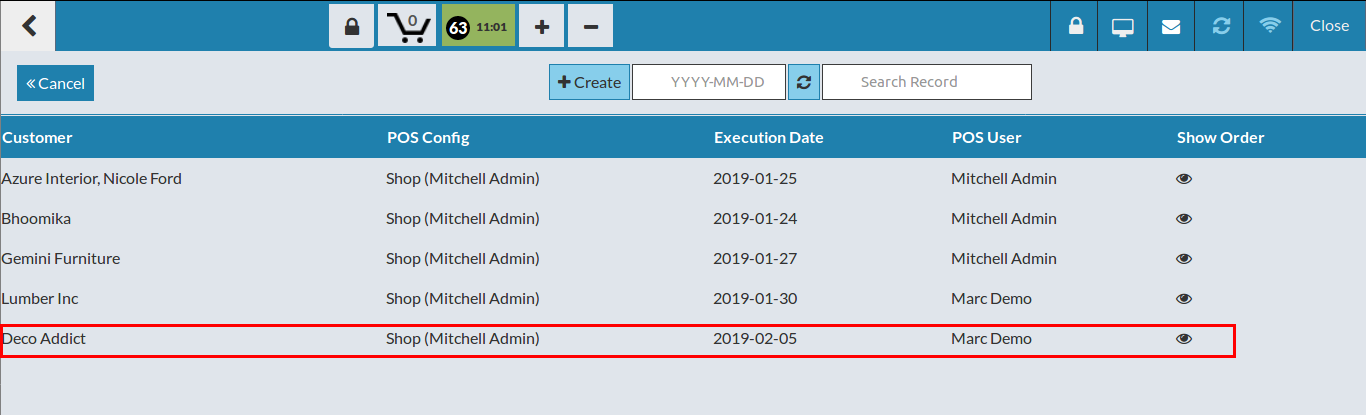 0 63 11:01 Close
Cancel Create YYYY-MM-DD Search Record
Customer POS Config Execution Date POS User Show Order
Azure Interior, Nicole Ford Shop (Mitchell Admin) 2019-01-25 Mitchell Admin
Bhoomika Shop (Mitchell Admin) 2019-01-24 Mitchell Admin
Gemini Furniture Shop (Mitchell Admin) 2019-01-27 Mitchell Admin
Lumber Inc Shop (Mitchell Admin) 2019-01-30 Marc Demo
Deco Addict Shop (Mitchell Admin) 2019-02-05 Marc Demo